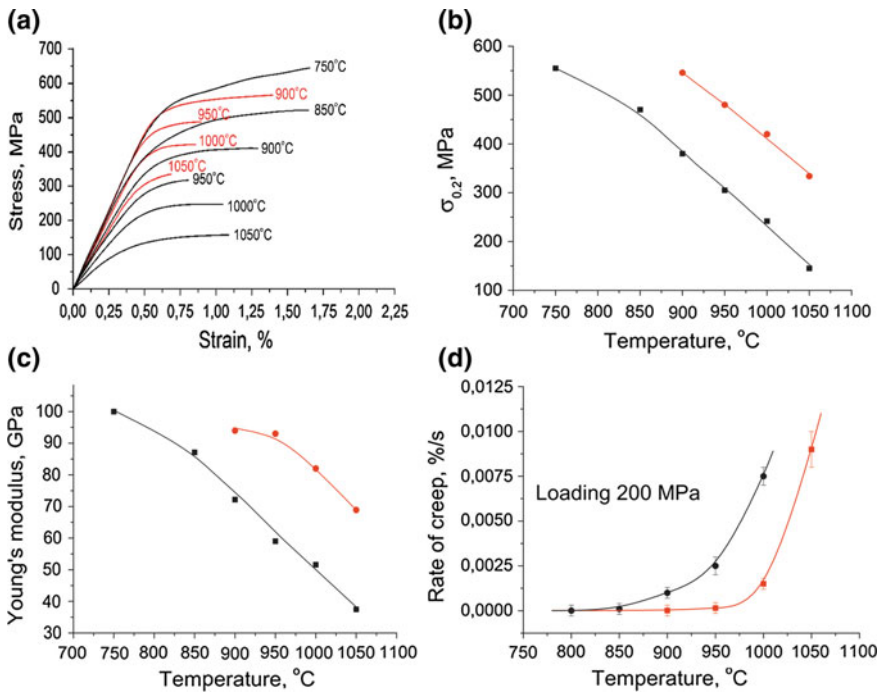 (a)
Stress, MPa
700
600
500
400
300
200
100
0
750°C
900°C
950°C
850°C
1000°C
900°C
1050°C
950°C
1000°C
1050°C
0,00 0,25 0,50 0,75 1,00 1,25 1,50 1,75 2,00 2,25
Strain, %
(b)
σ0.2, MPa
600
500
400
300
200
100
700 750 800 850 900 950 1000 1050 1100
Temperature, °C
(c)
Young's modulus, GPa
100
90
80
70
60
50
40
30
700 750 800 850 900 950 1000 1050 1100
Temperature, °C
(d)
Rate of creep, %/s
0,0125
0,0100
0,0075
0,0050
0,0025
0,0000
Loading 200 MPa
750 800 850 900 950 1000 1050 1100
Temperature, °C